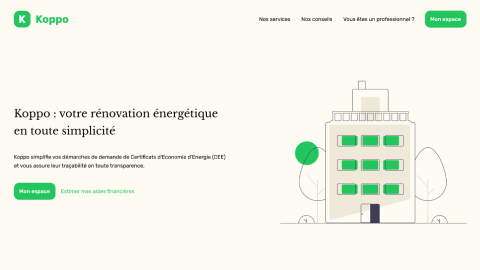 K Koppo
Nos services
Nos conseils
Vous êtes un professionnel ?
Mon espace
Koppo : votre rénovation énergétique
en toute simplicité
Koppo simplifie vos démarches de demande de Certificats d'Economie d'Energie (CEE)
et vous assure leur traçabilité en toute transparence.
Mon espace
Estimer mes aides financières